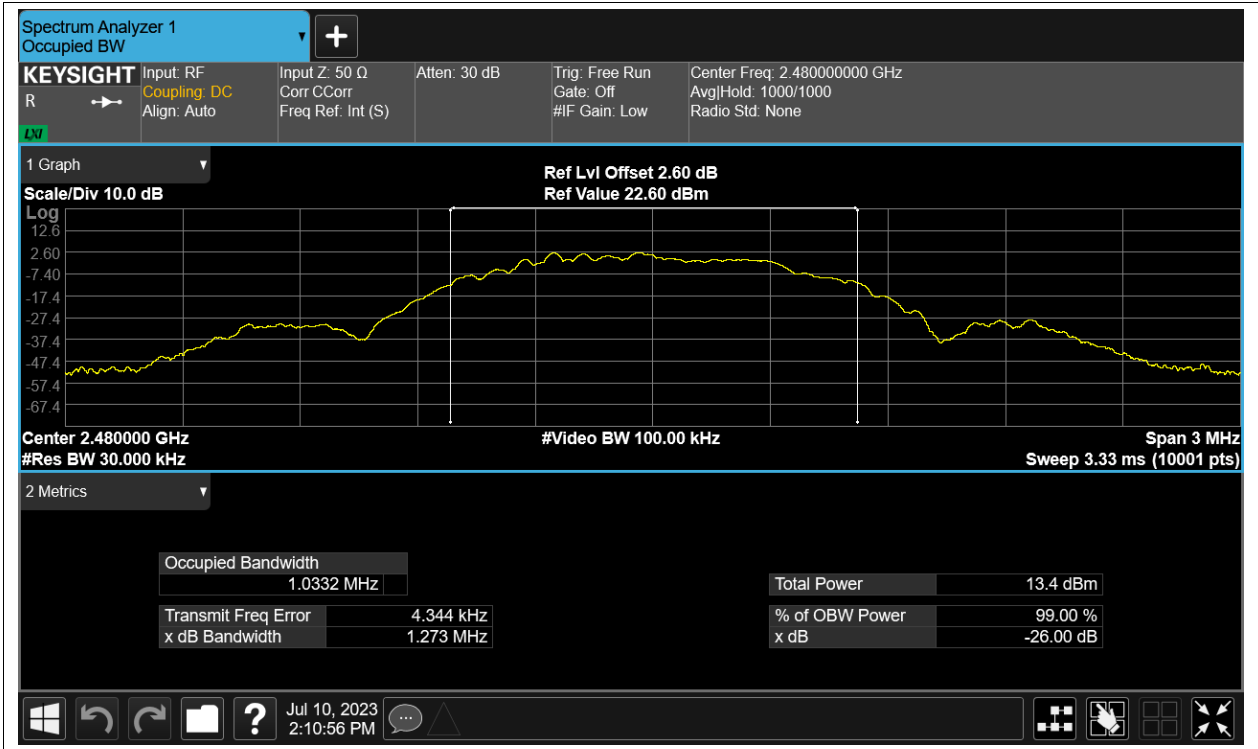 Spectrum Analyzer 1
Occupied BW
KEYSIGHT
R
LXI
Input: RF
Coupling: DC
Align: Auto
Input Z: 50 Ω
Corr CCorr
Freq Ref: Int (S)
Atten: 30 dB
Trig: Free Run
Gate: Off
#IF Gain: Low
Center Freq: 2.480000000 GHz
Avg|Hold: 1000/1000
Radio Std: None
1 Graph
Ref Lvl Offset 2.60 dB
Scale/Div 10.0 dB
Ref Value 22.60 dBm
Log
12.6
2.60
-7.40
-17.4
-27.4
-37.4
-47.4
-57.4
-67.4
Center 2.480000 GHz
#Video BW 100.00 kHz
Span 3 MHz
#Res BW 30.000 kHz
Sweep 3.33 ms (10001 pts)
2 Metrics
Occupied Bandwidth
1.0332 MHz
Total Power 13.4 dBm
Transmit Freq Error 4.344 kHz
% of OBW Power 99.00 %
x dB Bandwidth 1.273 MHz
x dB -26.00 dB
?
Jul 10, 2023
2:10:56 PM